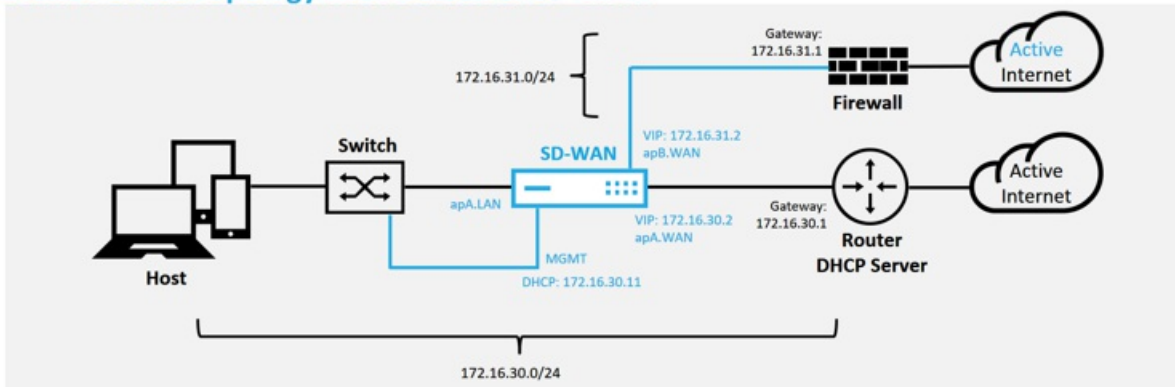 Gateway:
172.16.31.1
Active
Internet
172.16.31.0/24
Firewall
VIP: 172.16.31.2
apB.WAN
Switch
SD-WAN
Active
Internet
apA.LAN
VIP: 172.16.30.2
apA.WAN
Gateway:
172.16.30.1
Router
DHCP Server
MGMT
DHCP: 172.16.30.11
Host
172.16.30.0/24